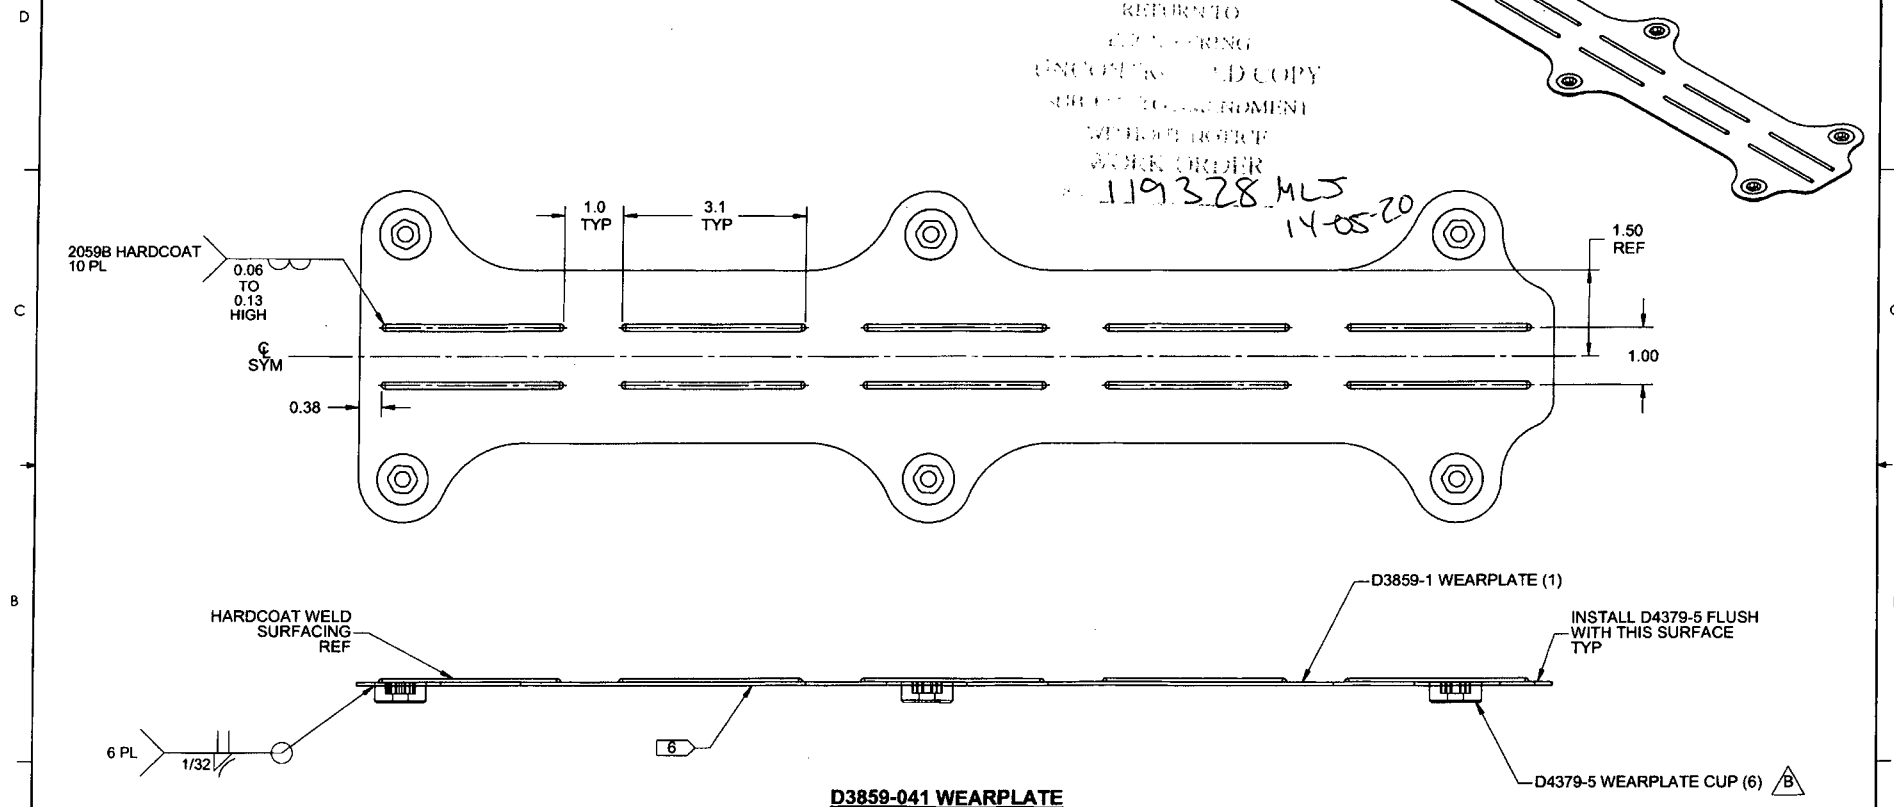 D
RETURN TO
COPY
WORK ORDER
119328 MLJ
14-05-20
1.0
TYP
3.1
TYP
1.50
REF
2059B HARDCOAT
10 PL
0.06
TO
0.13
HIGH
C
C
℄
SYM
1.00
0.38
B
D3859-1 WEARPLATE (1)
HARDCOAT WELD
SURFACING
REF
INSTALL D4379-5 FLUSH
WITH THIS SURFACE
TYP
6 PL
1/32
6
D4379-5 WEARPLATE CUP (6)
B
D3859-041 WEARPLATE